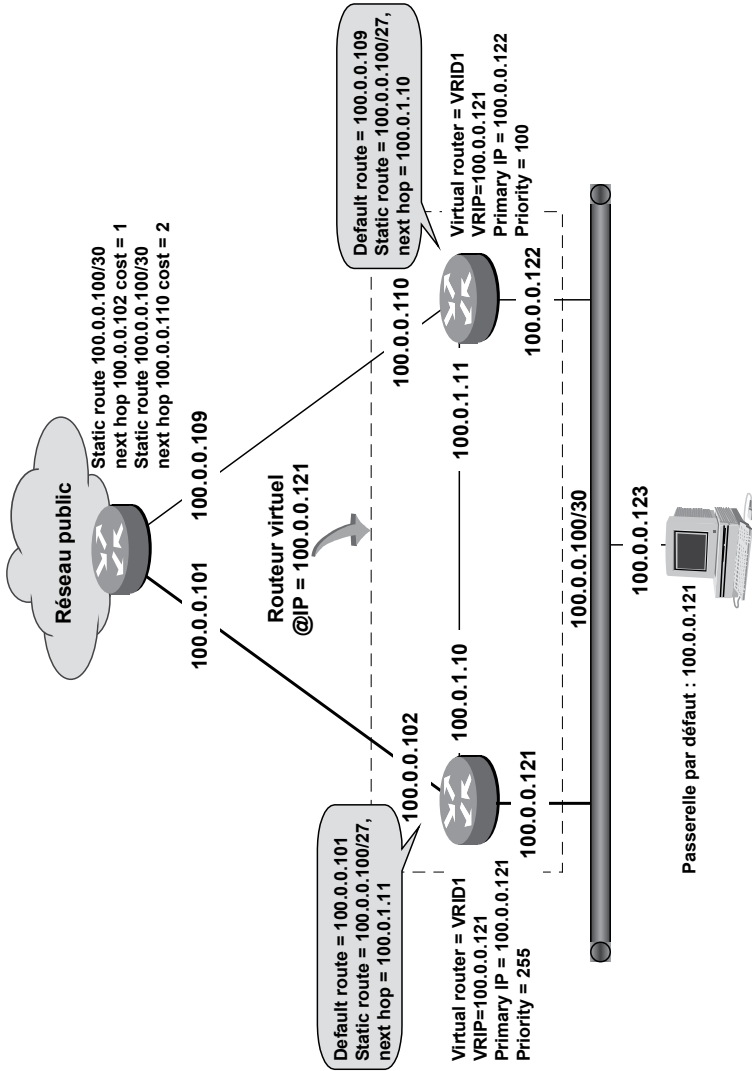 Réseau public
Static route 100.0.0.100/30
next hop 100.0.0.102 cost = 1
Static route 100.0.0.100/30
next hop 100.0.0.110 cost = 2
100.0.0.101
100.0.0.109
Routeur virtuel
@IP = 100.0.0.121
Default route = 100.0.0.101
Static route = 100.0.0.100/27,
next hop = 100.0.1.11
100.0.0.102
100.0.0.110
Default route = 100.0.0.109
Static route = 100.0.0.100/27,
next hop = 100.0.1.10
Virtual router = VRID1
VRIP=100.0.0.121
Primary IP = 100.0.0.121
Priority = 255
100.0.1.10
100.0.1.11
Virtual router = VRID1
VRIP=100.0.0.121
Primary IP = 100.0.0.122
Priority = 100
100.0.0.121
100.0.0.122
100.0.0.100/30
100.0.0.123
Passerelle par défaut : 100.0.0.121